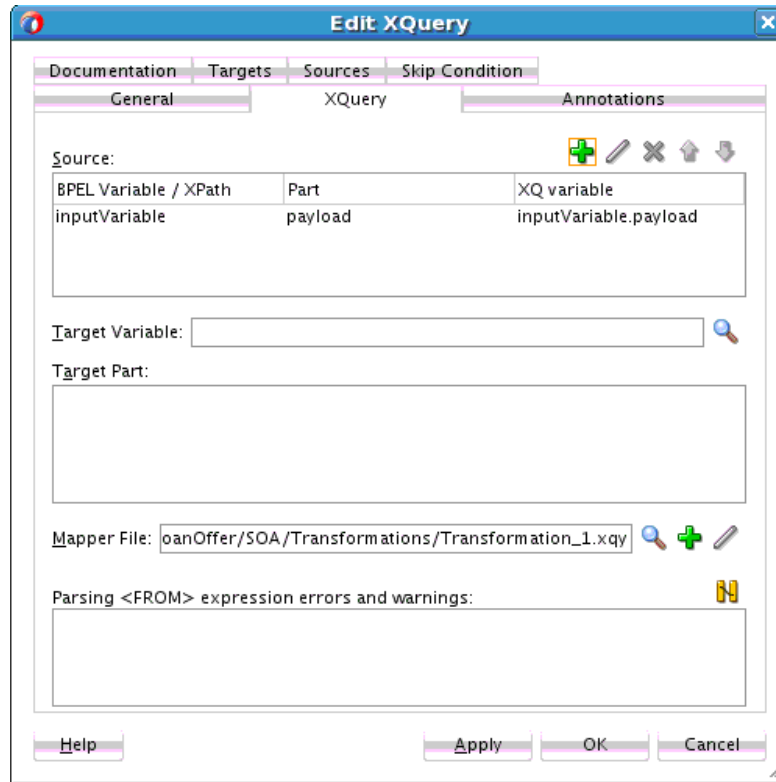 Edit XQuery
Documentation Targets Sources Skip Condition
General XQuery Annotations
Source:
BPEL Variable / XPath Part XQ variable
inputVariable payload inputVariable.payload
Target Variable:
Target Part:
Mapper File: oanOffer/SOA/Transformations/Transformation_1.xqy
Parsing <FROM> expression errors and warnings:
Help Apply OK Cancel